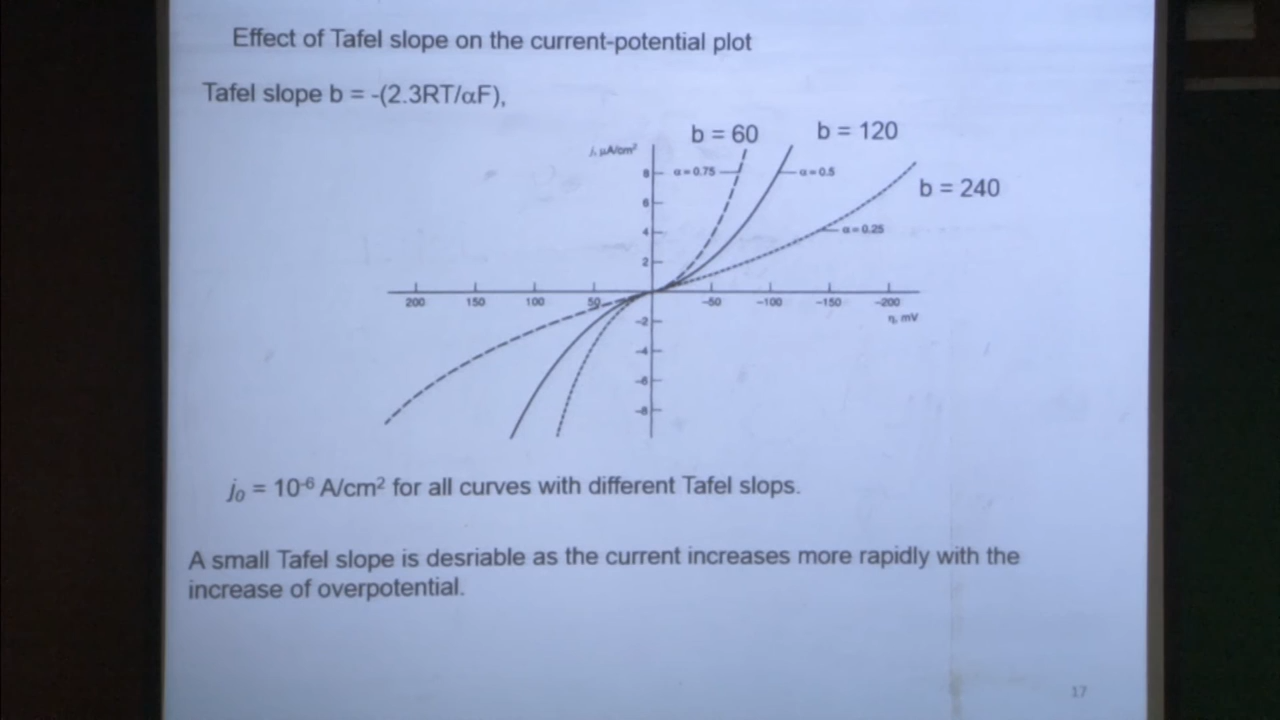 Effect of Tafel slope on the current-potential plot
Tafel slope b = -(2.3RT/αF),
b = 60
b = 120
j, μA/cm²
8
α = 0.75
α = 0.5
b = 240
6
4
α = 0.25
2
200 150 100 50 -50 -100 -150 -200
η, mV
-2
-4
-6
-8
j₀ = 10⁻⁶ A/cm² for all curves with different Tafel slops.
A small Tafel slope is desriable as the current increases more rapidly with the
increase of overpotential.
17